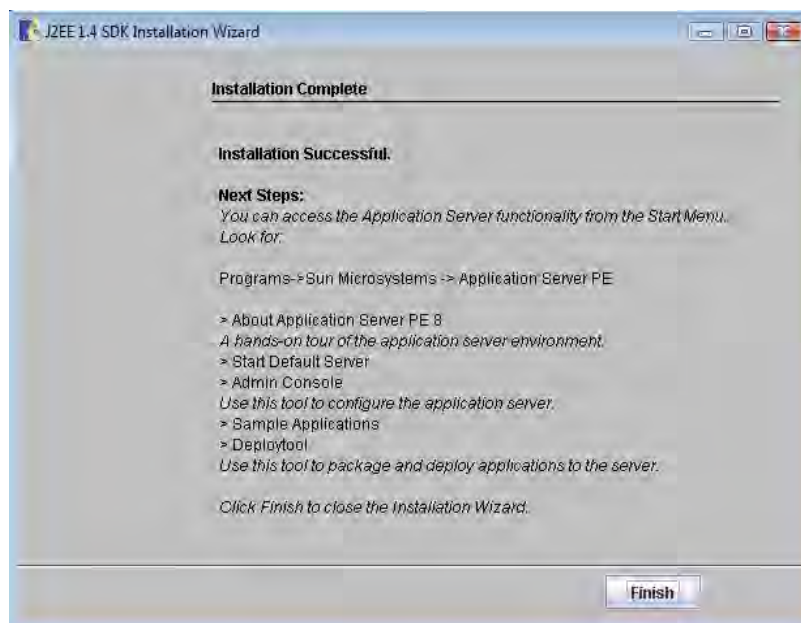 J2EE 1.4 SDK Installation Wizard
Installation Complete
Installation Successful.
Next Steps:
You can access the Application Server functionality from the Start Menu.
Look for:
Programs->Sun Microsystems -> Application Server PE
> About Application Server PE 8
A hands-on tour of the application server environment.
> Start Default Server
> Admin Console
Use this tool to configure the application server.
> Sample Applications
> Deploytool
Use this tool to package and deploy applications to the server.
Click Finish to close the Installation Wizard.
Finish